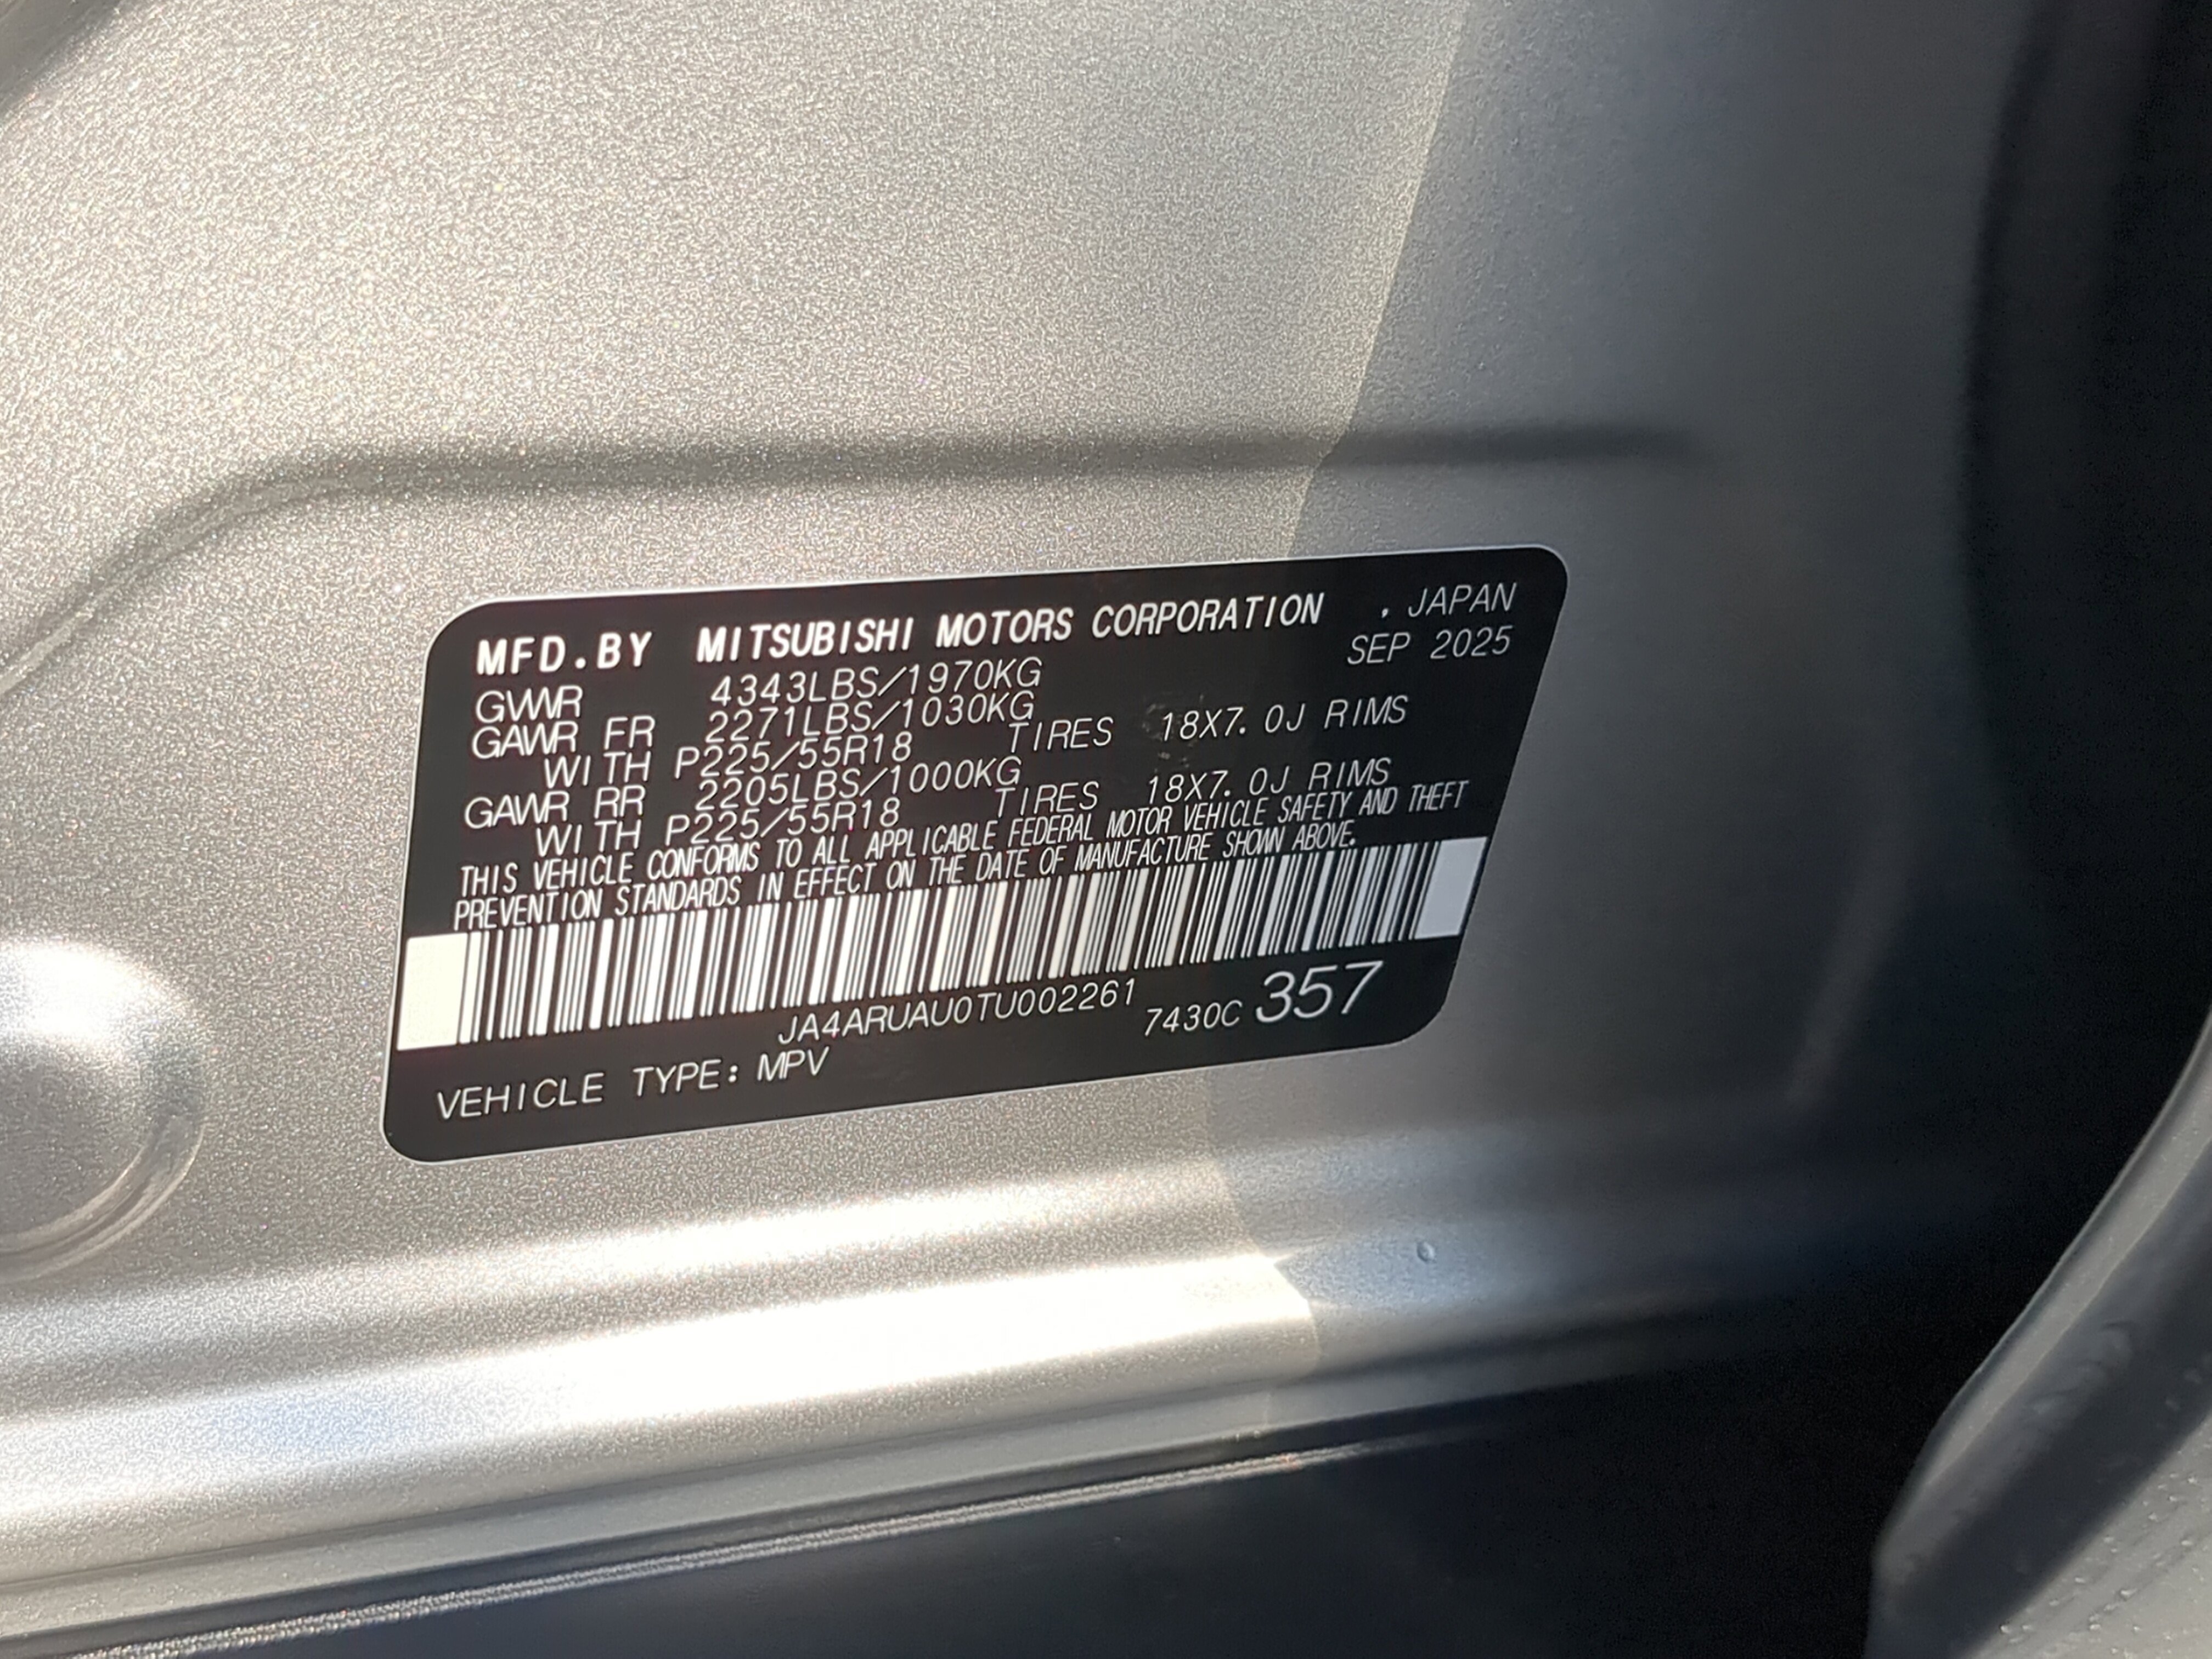 MFD.BY MITSUBISHI MOTORS CORPORATION . JAPAN
SEP 2025
GVWR 4343LBS/1970KG
GAWR FR 2271LBS/1030KG
WITH P225/55R18 TIRES 18X7.0J RIMS
GAWR RR 2205LBS/1000KG
WITH P225/55R18 TIRES 18X7.0J RIMS
THIS VEHICLE CONFORMS TO ALL APPLICABLE FEDERAL MOTOR VEHICLE SAFETY AND THEFT
PREVENTION STANDARDS IN EFFECT ON THE DATE OF MANUFACTURE SHOWN ABOVE.
JA4ARUAU0TU002261
7430C 357
VEHICLE TYPE: MPV